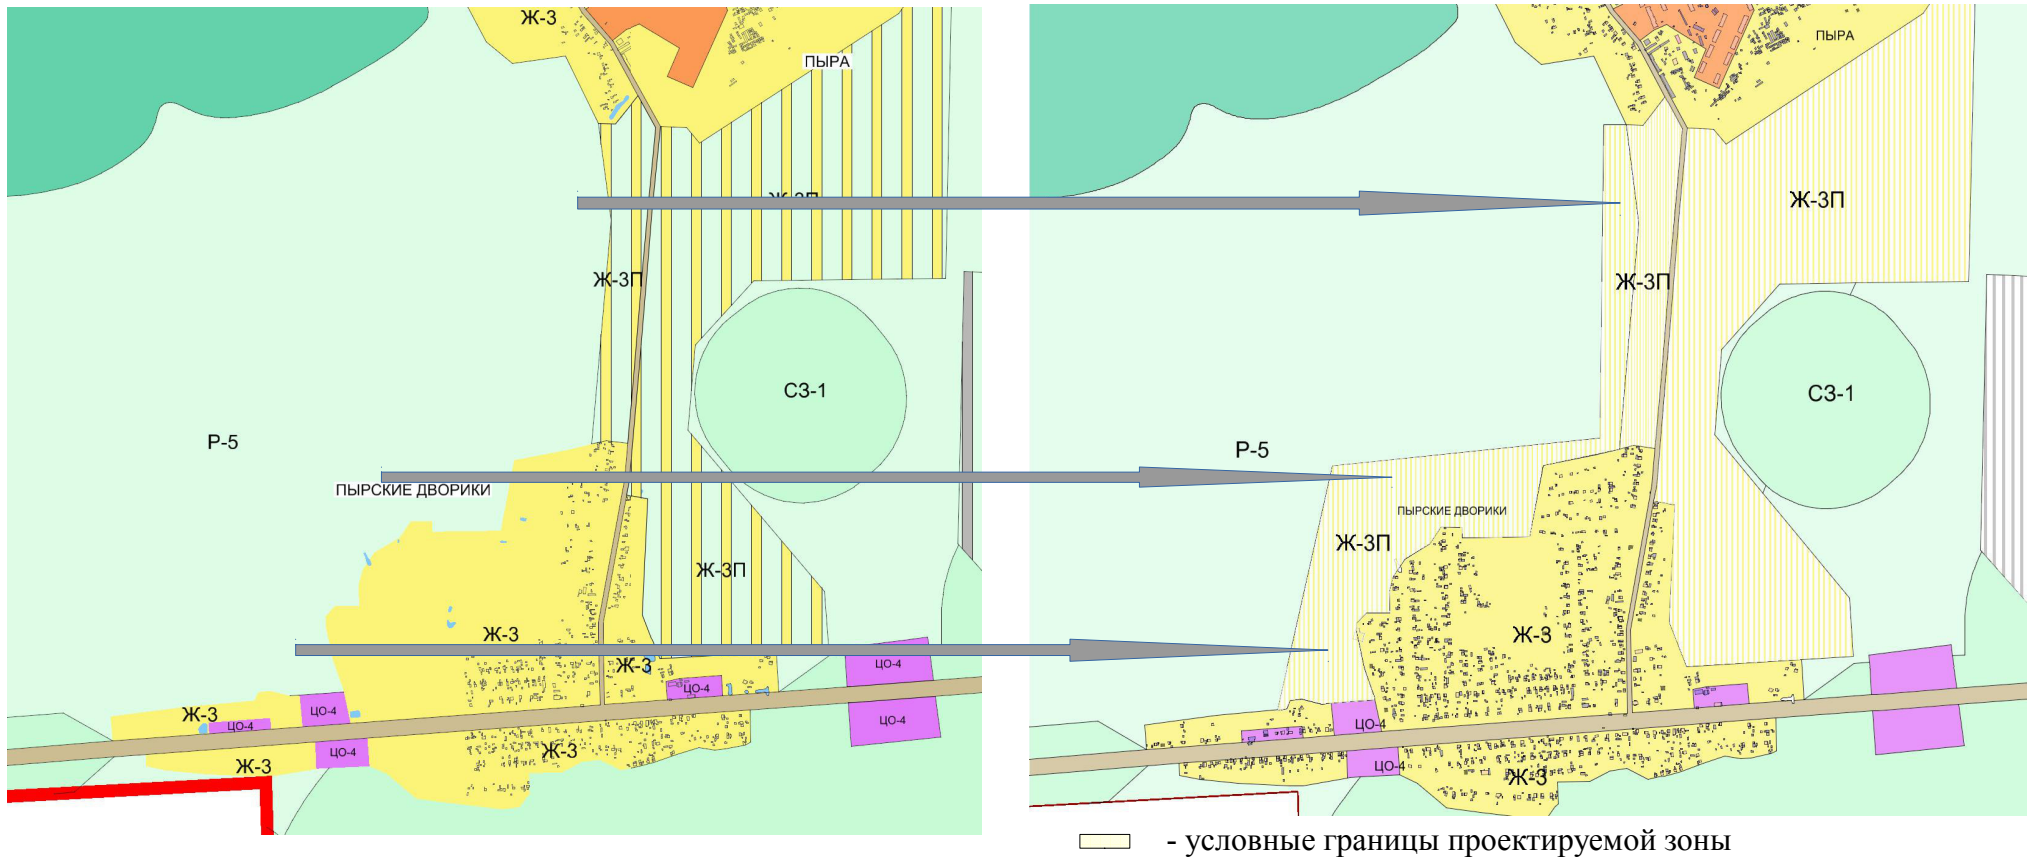 Ж-3
ПЫРА
Ж-3П
Ж-3П
СЗ-1
Р-5
ПЫРСКИЕ ДВОРИКИ
Ж-3П
Ж-3
Ж-3
ЦО-4
ЦО-4
ЦО-4
Ж-3
ЦО-4
ЦО-4
ЦО-4
Ж-3
Ж-3
ПЫРА
Ж-3П
Ж-3П
СЗ-1
Р-5
ПЫРСКИЕ ДВОРИКИ
Ж-3П
Ж-3
ЦО-4
ЦО-4
Ж-3
- условные границы проектируемой зоны